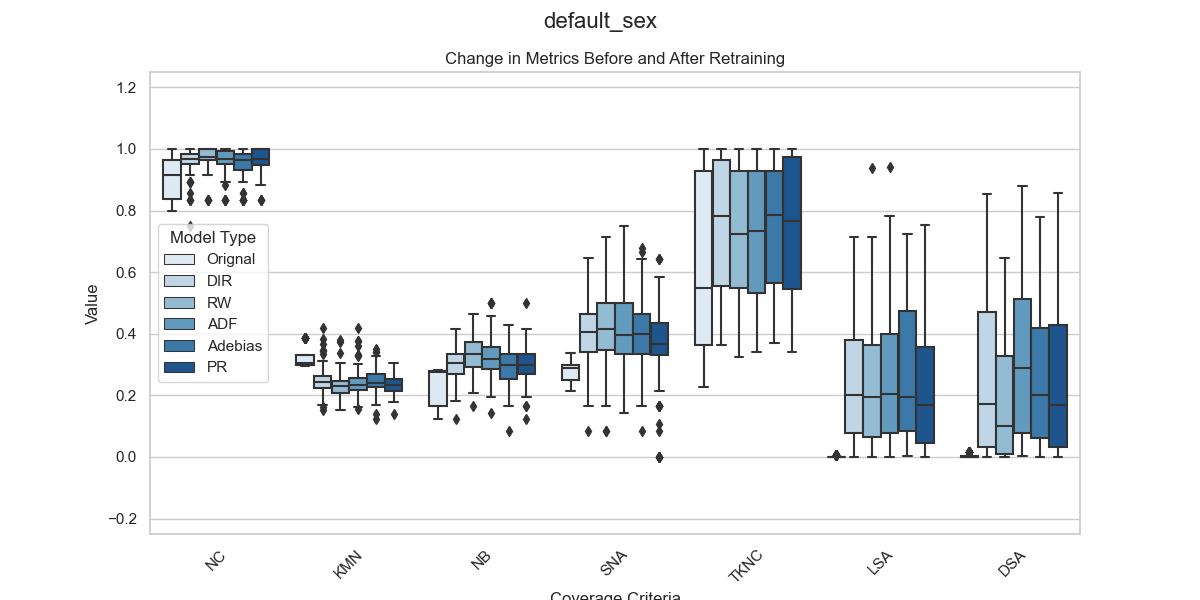 default_sex
Change in Metrics Before and After Retraining
1.2
1.0
0.8
0.6
0.4
0.2
0.0
−0.2
Value
Model Type
Orignal
DIR
RW
ADF
Adebias
PR
NC
KMN
NB
SNA
TKNC
LSA
DSA
Coverage Criteria